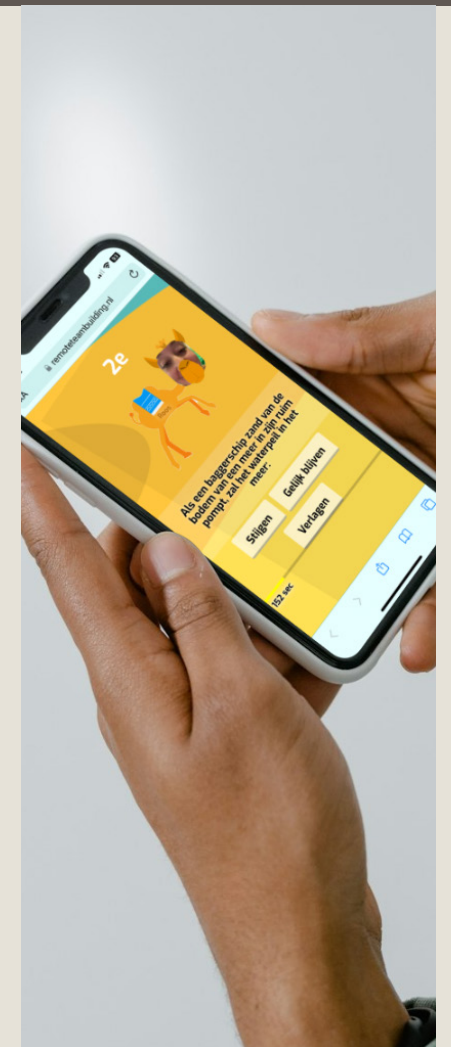 remoteteambuilding.nl
2e
Als een baggerschip zand van de
bodem van een meer in zijn ruim
pompt, zal het waterpeil in het
meer:
Stijgen
Gelijk blijven
Verlagen
152 sec